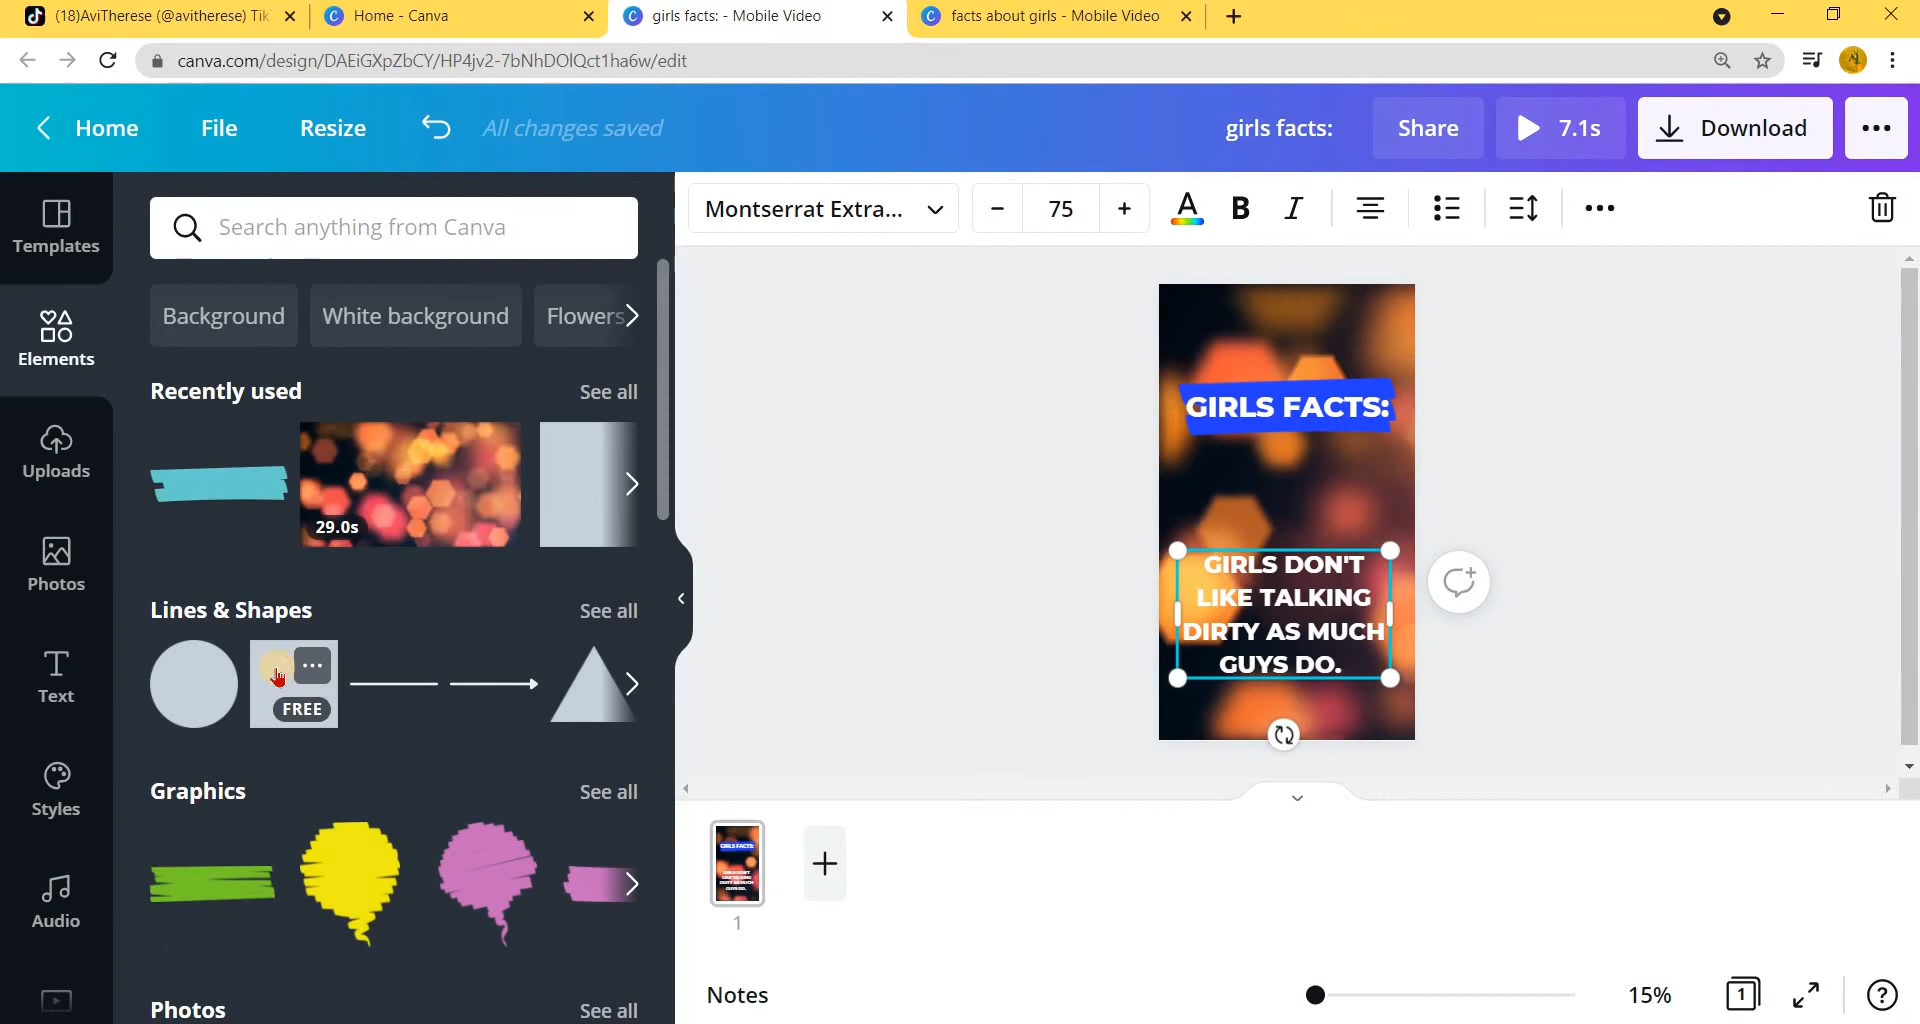 (18)AviTherese (@avitherese) Tik
Home - Canva
girls facts: - Mobile Video
facts about girls - Mobile Video
canva.com/design/DAEiGXpZbCY/HP4jv2-7bNhDOlQct1ha6w/edit
Home
File
Resize
All changes saved
girls facts:
Share
7.1s
Download
Templates
Elements
Uploads
Photos
Text
Styles
Audio
Search anything from Canva
Background
White background
Flowers
Recently used
See all
29.0s
Lines & Shapes
See all
FREE
Graphics
See all
Photos
See all
Montserrat Extra...
75
A
B
I
GIRLS FACTS:
GIRLS DON'T
LIKE TALKING
DIRTY AS MUCH
GUYS DO.
1
Notes
15%
1
?